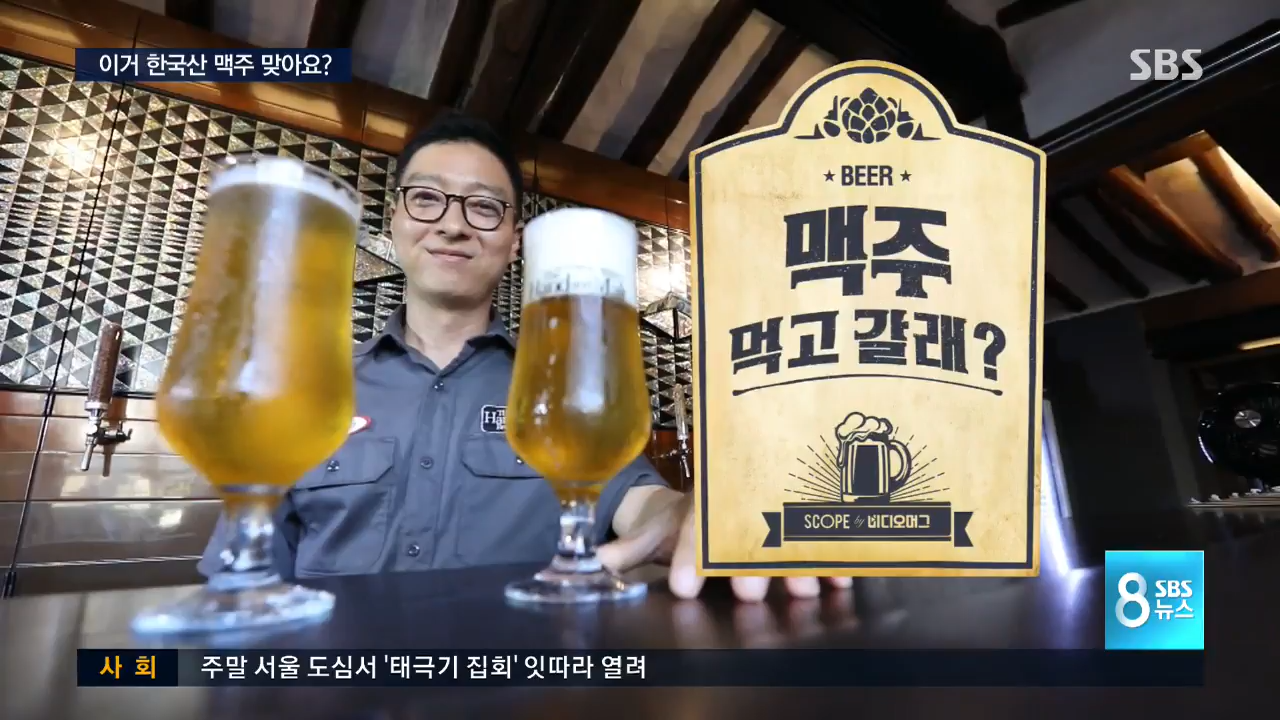 이거 한국산 맥주 맞아요?
SBS
BEER
맥주
먹고 갈래?
SCOPE by 비디오머그
8 SBS
뉴스
사 회
주말 서울 도심서 '태극기 집회' 잇따라 열려